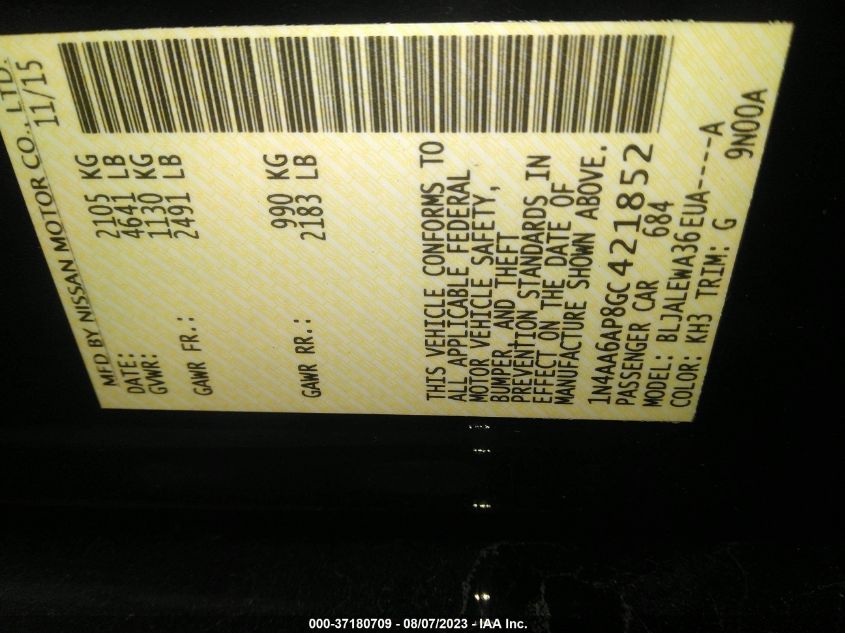 MFD BY NISSAN MOTOR CO., LTD.
DATE: 11/15
GVWR: 2105 KG
4641 LB
GAWR FR.: 1130 KG
2491 LB
GAWR RR.: 990 KG
2183 LB
THIS VEHICLE CONFORMS TO
ALL APPLICABLE FEDERAL
MOTOR VEHICLE SAFETY,
BUMPER, AND THEFT
PREVENTION STANDARDS IN
EFFECT ON THE DATE OF
MANUFACTURE SHOWN ABOVE.
1N4AA6AP8GC421852
PASSENGER CAR 684
MODEL: BLJALEWA36EUA----A
COLOR: KH3 TRIM: G 9N00A
000-37180709 - 08/07/2023 - IAA Inc.